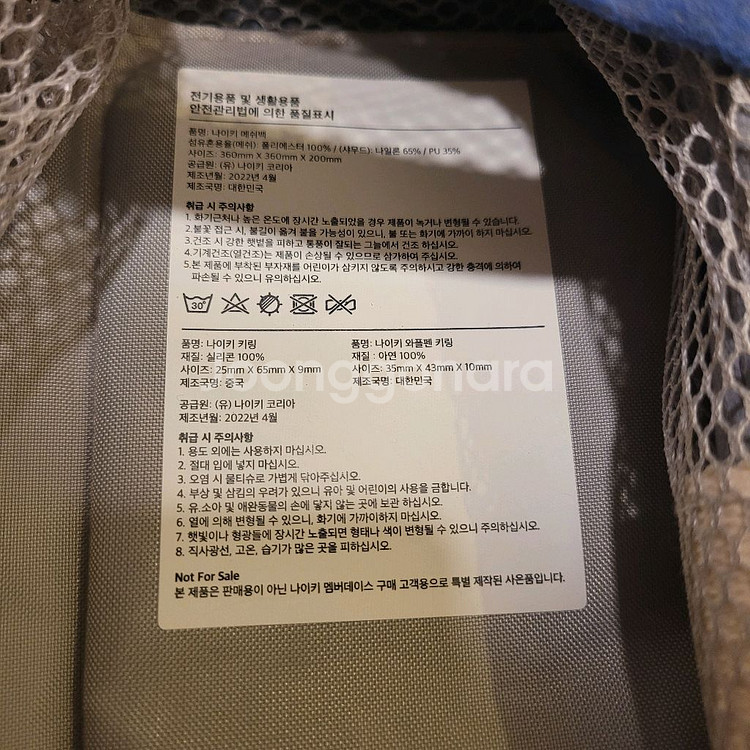 전기용품 및 생활용품
안전관리법에 의한 품질표시
품명: 나이키 메쉬백
섬유혼용율(메쉬): 폴리에스터 100% / (샤무드): 나일론 65% / PU 35%
사이즈: 360mm X 360mm X 200mm
공급원: (유) 나이키 코리아
제조년월: 2022년 4월
제조국명: 대한민국
취급 시 주의사항
1. 화기근처나 높은 온도에 장시간 노출되었을 경우 제품이 녹거나 변형될 수 있습니다.
2.불꽃 접근 시, 불길이 옮겨 붙을 가능성이 있으니, 불 또는 화기에 가까이 하지 마십시오.
3.건조 시 강한 햇볕을 피하고 통풍이 잘되는 그늘에서 건조 하십시오.
4.기계건조(열건조)는 제품이 손상될 수 있으므로 삼가하여 주십시오.
5.본 제품에 부착된 부자재를 어린이가 삼키지 않도록 주의하시고 강한 충격에 의하여
파손될 수 있으니 유의하십시오.
30°
품명: 나이키 키링
재질: 실리콘 100%
사이즈: 25mm X 65mm X 9mm
제조국명: 중국
품명: 나이키 와플펜 키링
재질 : 아연 100%
사이즈: 35mm X 43mm X 10mm
제조국명: 대한민국
공급원: (유) 나이키 코리아
제조년월: 2022년 4월
취급 시 주의사항
1. 용도 외에는 사용하지 마십시오.
2. 절대 입에 넣지 마십시오.
3. 오염 시 물티슈로 가볍게 닦아주십시오.
4. 부상 및 삼킴의 우려가 있으니 유아 및 어린이의 사용을 금합니다.
5. 유.소아 및 애완동물의 손에 닿지 않는 곳에 보관 하십시오.
6. 열에 의해 변형될 수 있으니, 화기에 가까이하지 마십시오.
7. 햇빛이나 형광등에 장시간 노출되면 형태나 색이 변형될 수 있으니 주의하십시오.
8. 직사광선, 고온, 습기가 많은 곳을 피하십시오.
Not For Sale
본 제품은 판매용이 아닌 나이키 멤버데이스 구매 고객용으로 특별 제작된 사은품입니다.